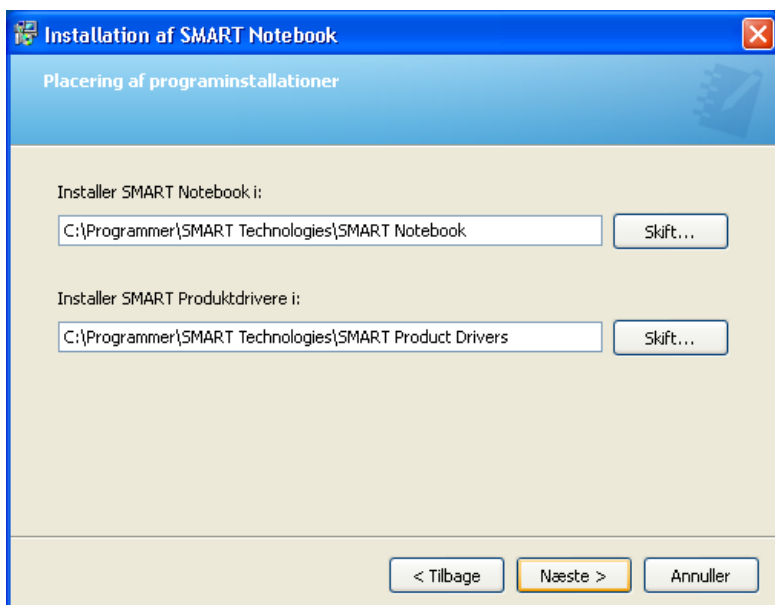 Installation af SMART Notebook
Placering af programinstallationer
Installer SMART Notebook i:
C:\Programmer\SMART Technologies\SMART Notebook
Skift...
Installer SMART Produktdrivere i:
C:\Programmer\SMART Technologies\SMART Product Drivers
Skift...
< Tilbage
Næste >
Annuller